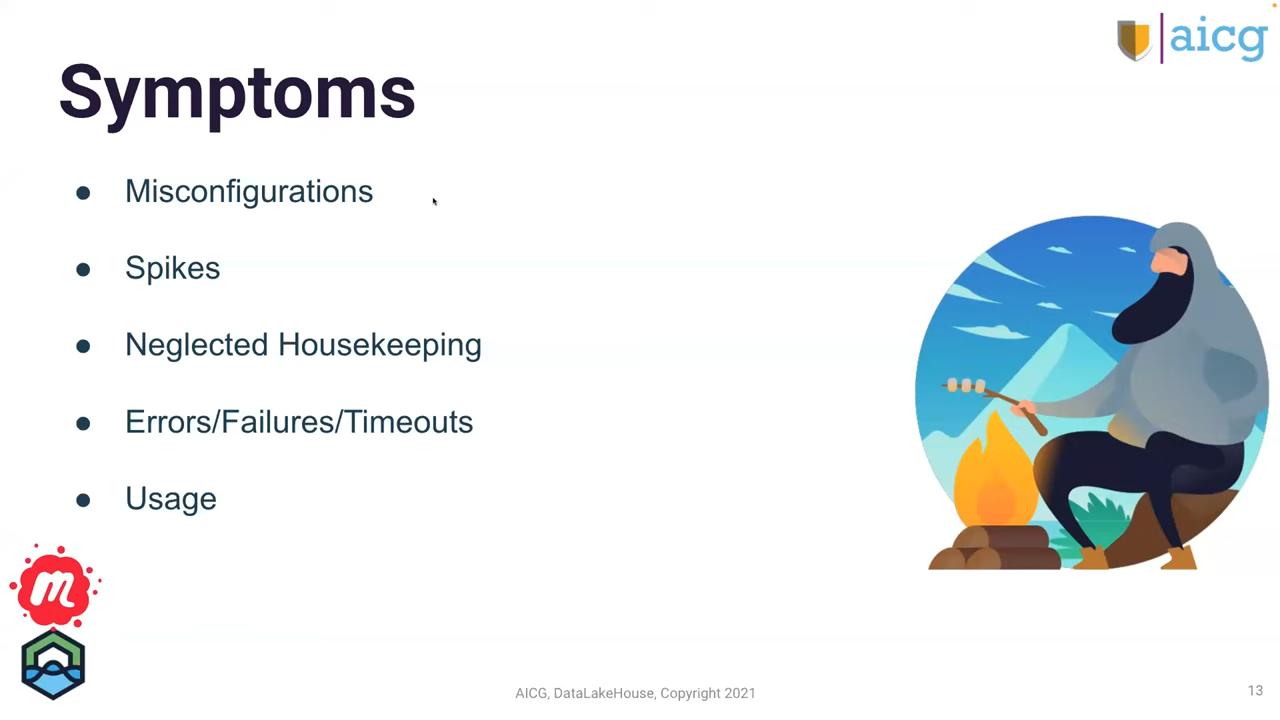 aicg
Symptoms
● Misconfigurations
● Spikes
● Neglected Housekeeping
● Errors/Failures/Timeouts
● Usage
m
AICG, DataLakeHouse, Copyright 2021
13